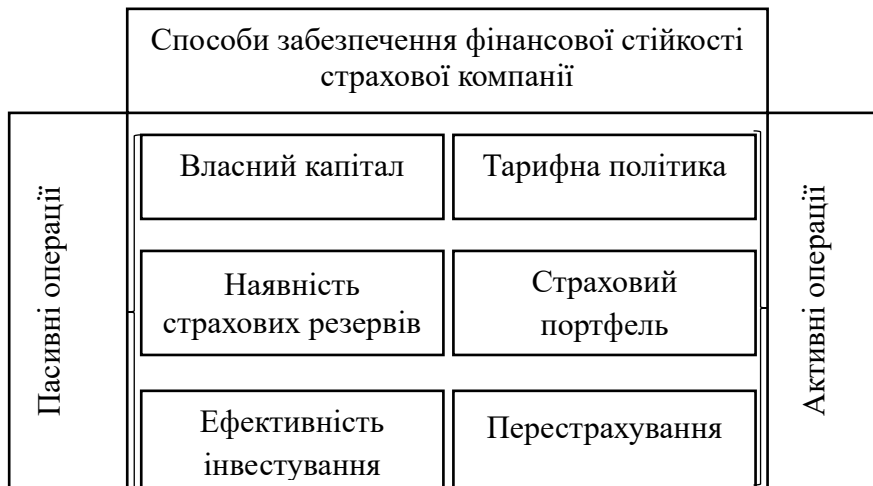 Способи забезпечення фінансової стійкості
страхової компанії
Пасивні операції
Власний капітал
Тарифна політика
Наявність
страхових резервів
Страховий
портфель
Ефективність
інвестування
Перестрахування
Активні операції